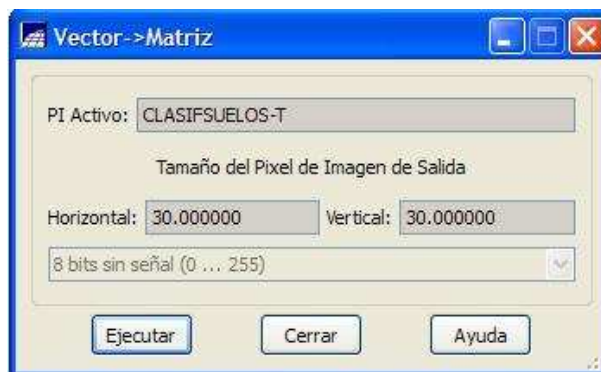 Vector->Matriz
PI Activo: CLASIFSUELOS-T
Tamaño del Pixel de Imagen de Salida
Horizontal: 30.000000 Vertical: 30.000000
8 bits sin señal (0 ... 255)
Ejecutar Cerrar Ayuda